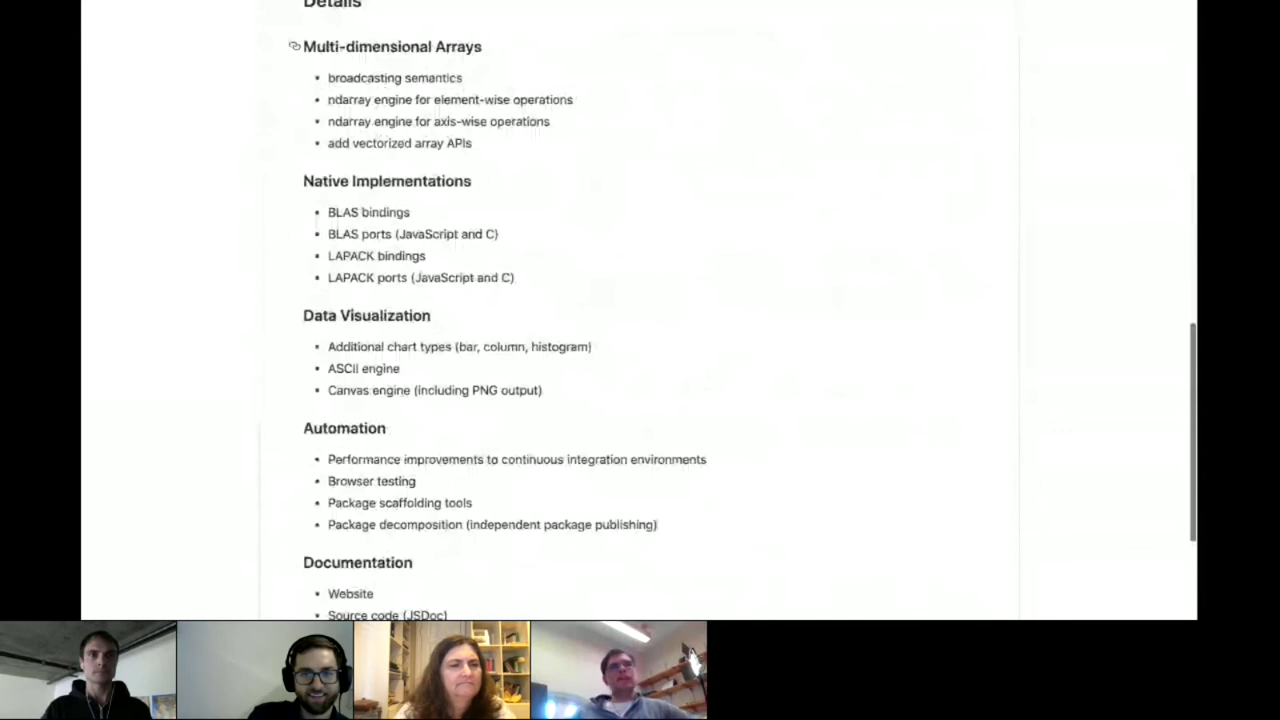 Details
Multi-dimensional Arrays
broadcasting semantics
ndarray engine for element-wise operations
ndarray engine for axis-wise operations
add vectorized array APIs
Native Implementations
BLAS bindings
BLAS ports (JavaScript and C)
LAPACK bindings
LAPACK ports (JavaScript and C)
Data Visualization
Additional chart types (bar, column, histogram)
ASCII engine
Canvas engine (including PNG output)
Automation
Performance improvements to continuous integration environments
Browser testing
Package scaffolding tools
Package decomposition (independent package publishing)
Documentation
Website
Source code (JSDoc)